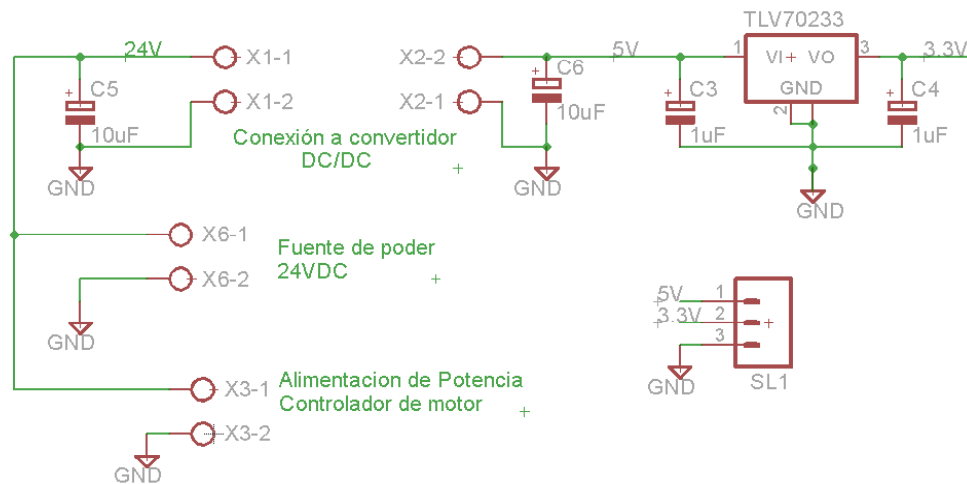 TLV70233
24V
X1-1
X2-2
C6
5V
1
VI
VO
3
3.3V
C5
10uF
X1-2
X2-1
10uF
C3
1uF
GND
2
C4
1uF
Conexión a convertidor
DC/DC
GND
GND
GND
X6-1
Fuente de poder
24VDC
X6-2
GND
5V
1
3.3V
2
3
GND
SL1
X3-1
Alimentacion de Potencia
Controlador de motor
X3-2
GND